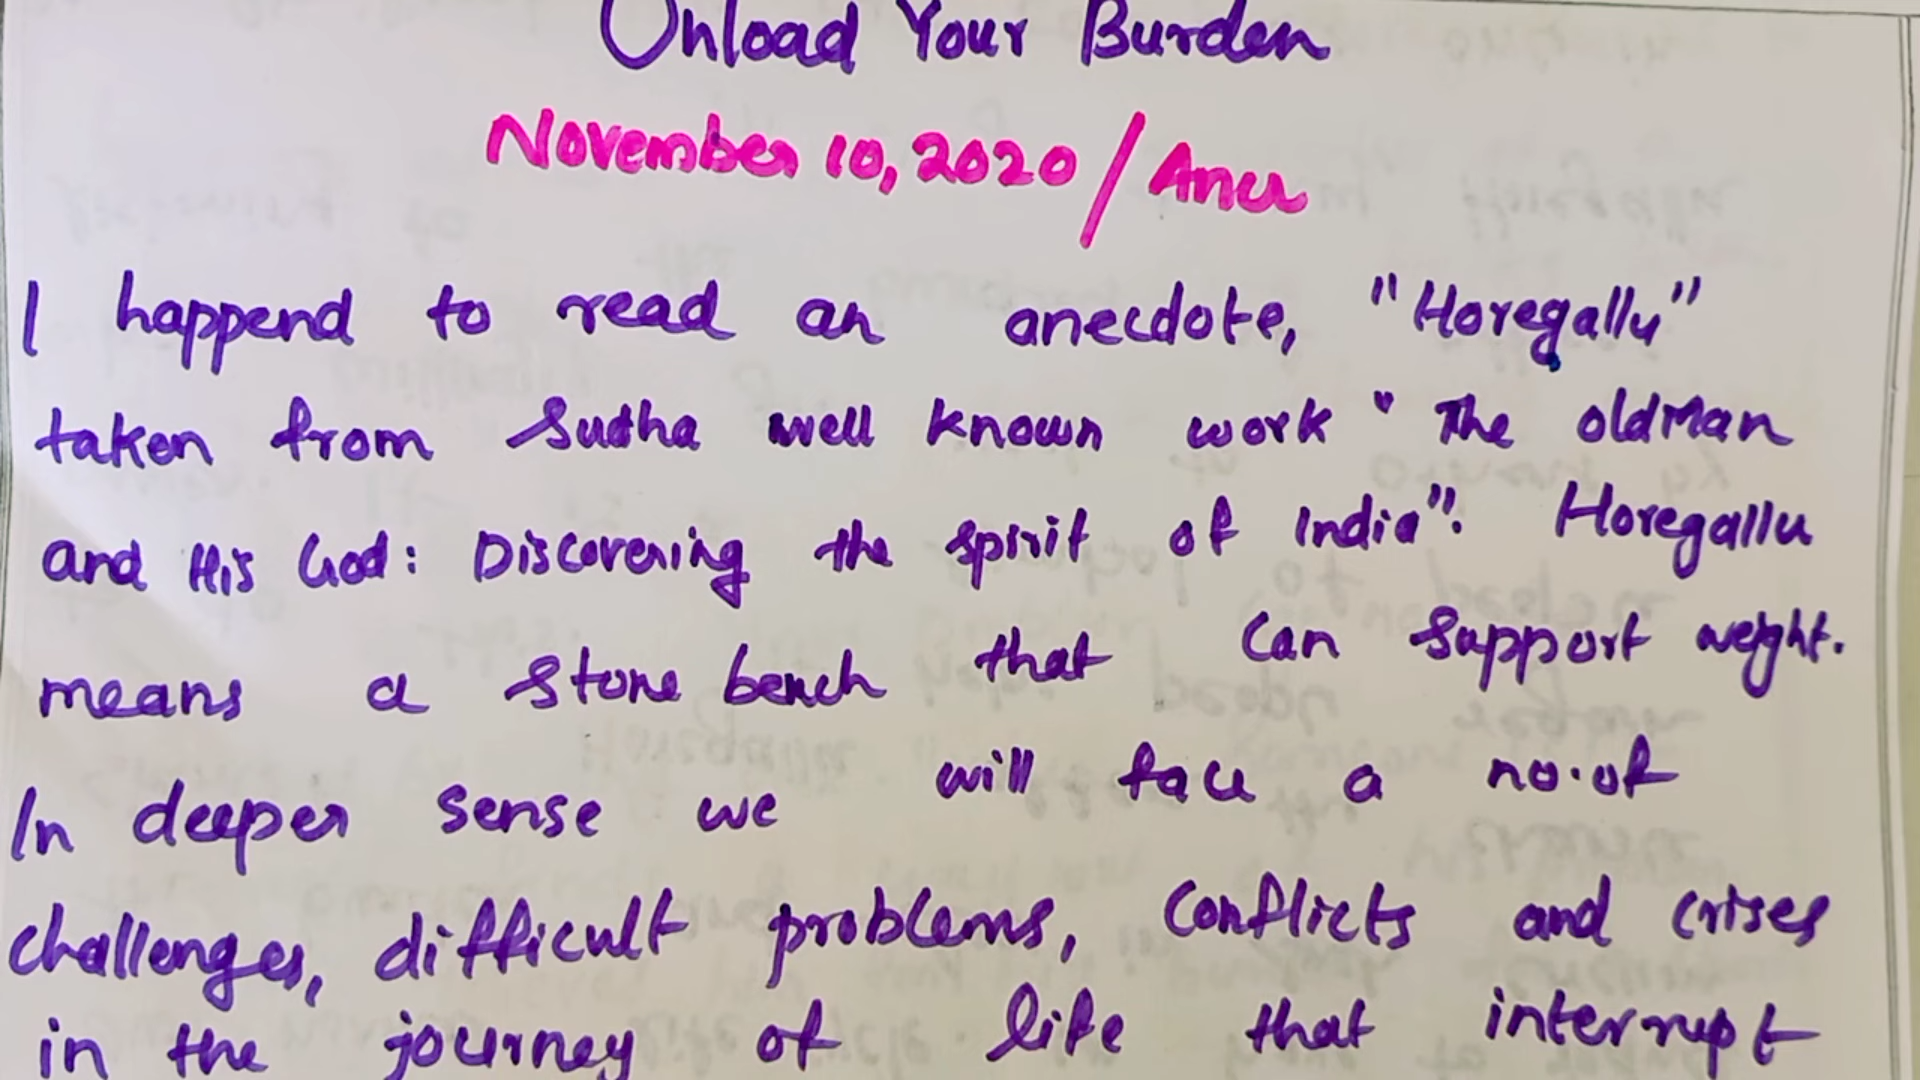 Unload Your Burden
November 10, 2020 / Aneer
I happend to read an anecdote, "Horegallu"
taken from Sudha well known work " The oldman
and His God: Discovering the spirit of India". Horegallu
means a stone bench that can support weight.
In deeper sense we will face a no. of
challenges, difficult problems, conflicts and crises
in the journey of life that interrupt